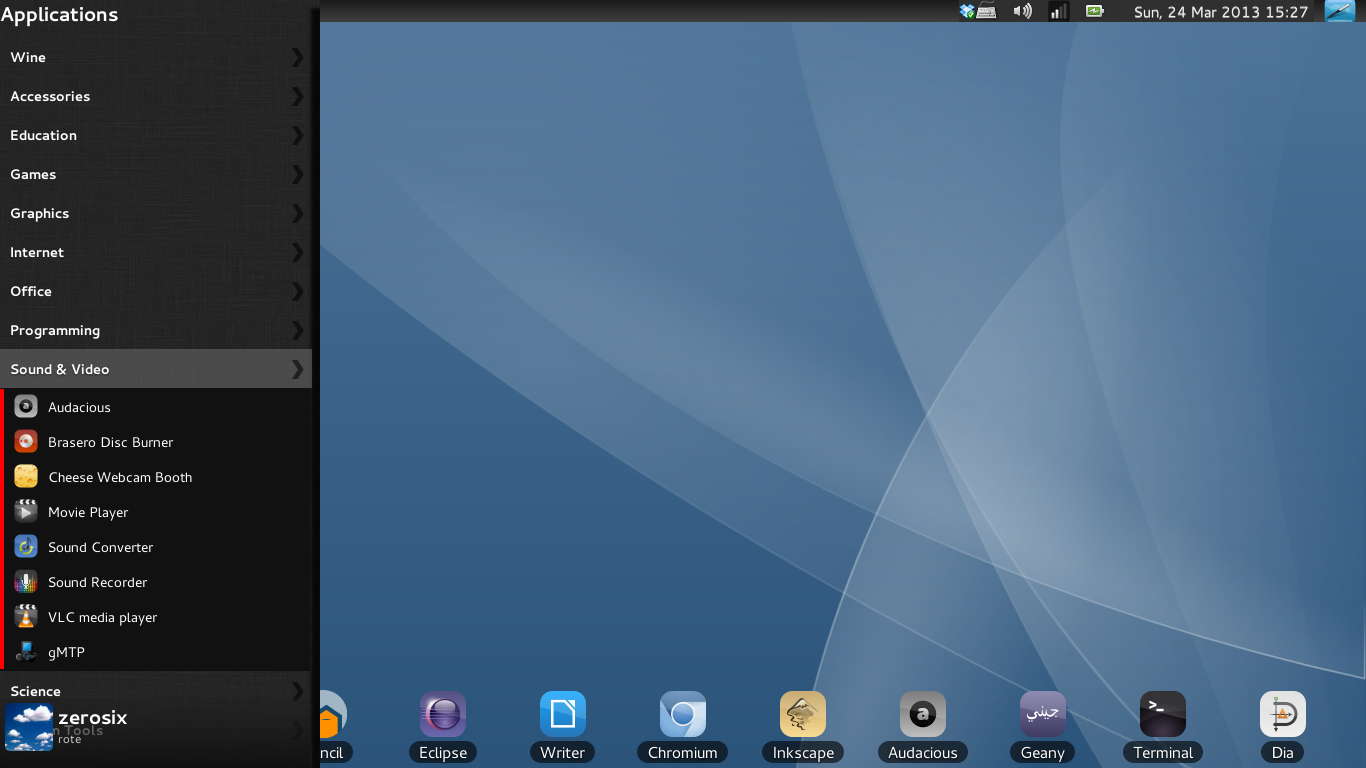 Applications
Sun, 24 Mar 2013 15:27
Wine
Accessories
Education
Games
Graphics
Internet
Office
Programming
Sound & Video
a Audacious
Brasero Disc Burner
Cheese Webcam Booth
Movie Player
Sound Converter
Sound Recorder
VLC media player
gMTP
Science
zerosix
Tools
rote
>_
a
جيني
ncil
Eclipse
Writer
Chromium
Inkscape
Audacious
Geany
Terminal
Dia